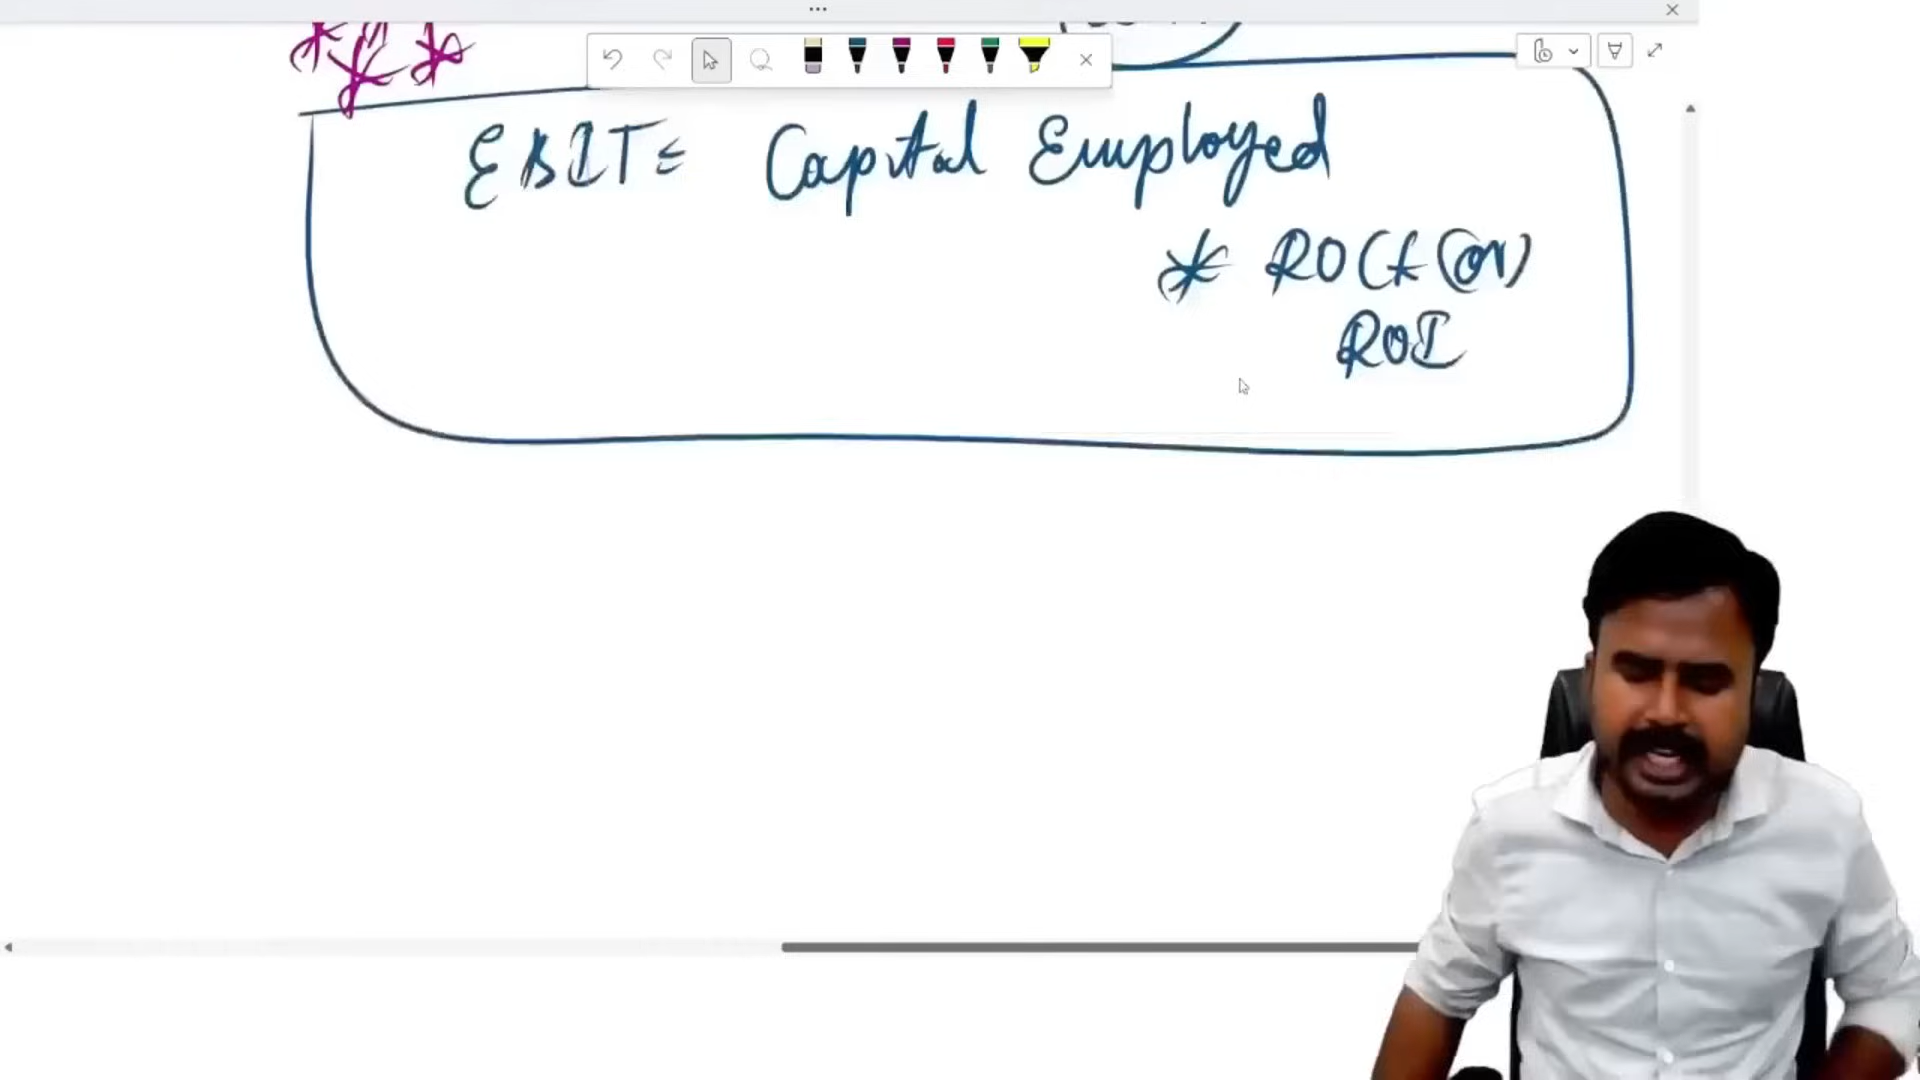 ***
EBIT = Capital Employed
* ROCE (or)
ROI